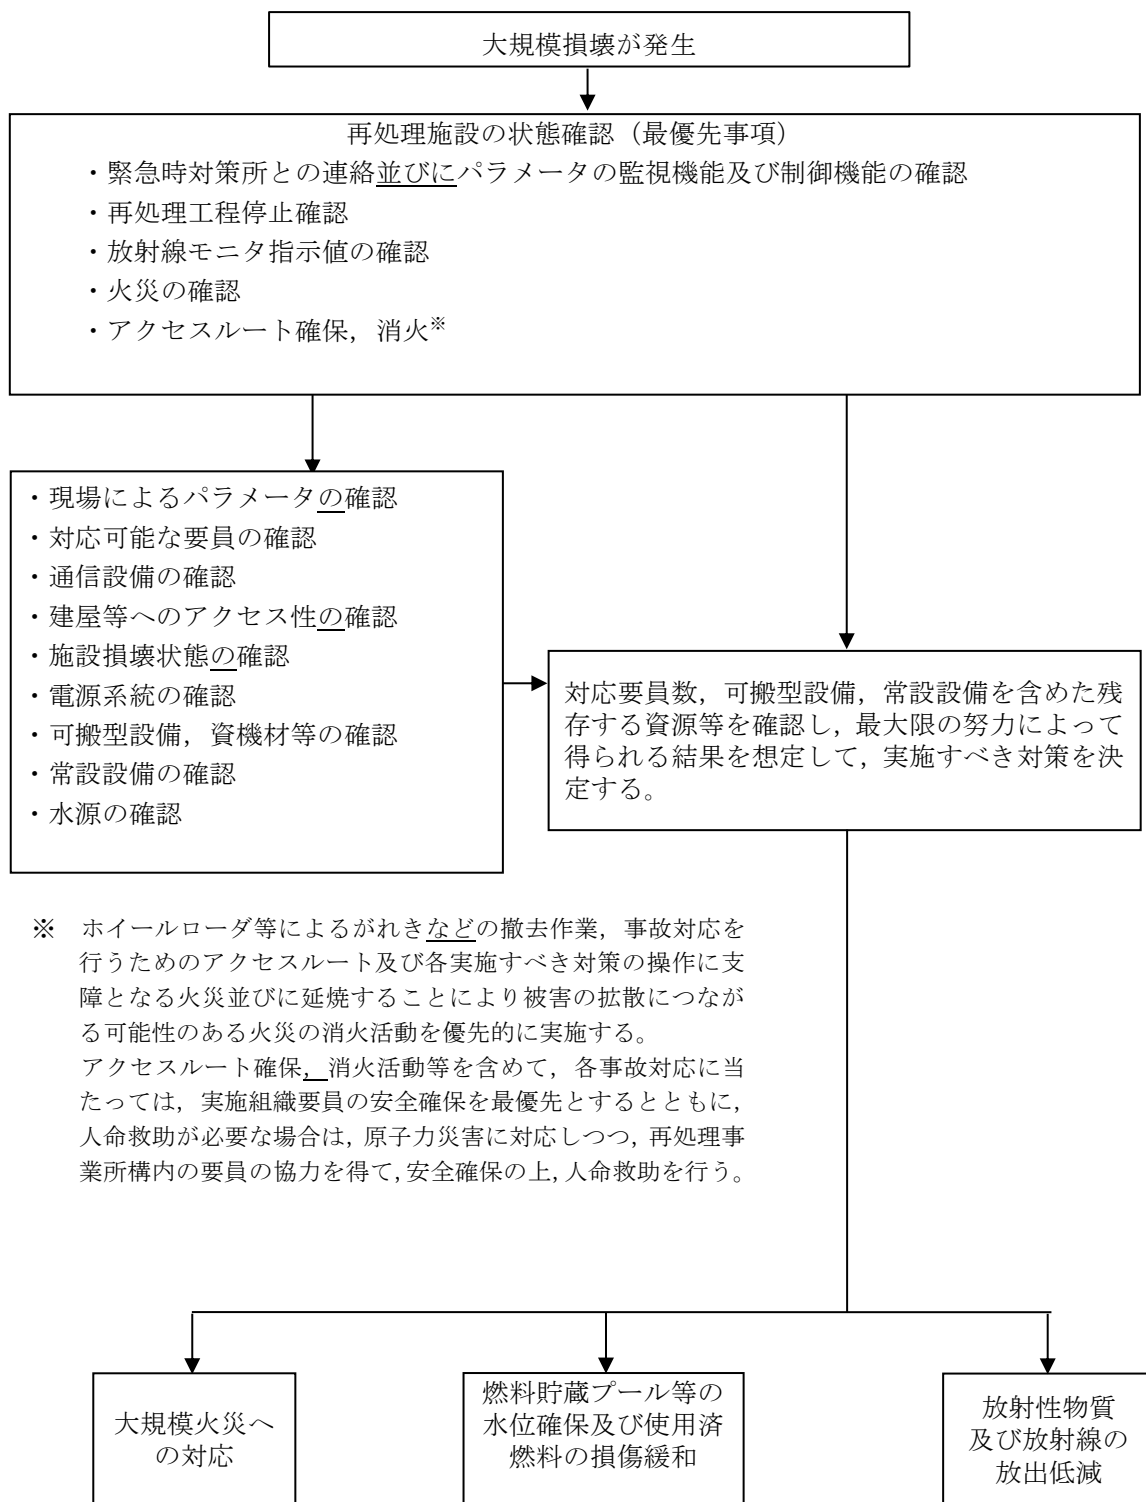 大規模損壊が発生
再処理施設の状態確認（最優先事項）
・緊急時対策所との連絡並びにパラメータの監視機能及び制御機能の確認
・再処理工程停止確認
・放射線モニタ指示値の確認
・火災の確認
・アクセスルート確保，消火※
・現場によるパラメータの確認
・対応可能な要員の確認
・通信設備の確認
・建屋等へのアクセス性の確認
・施設損壊状態の確認
・電源系統の確認
・可搬型設備，資機材等の確認
・常設設備の確認
・水源の確認
対応要員数，可搬型設備，常設設備を含めた残
存する資源等を確認し，最大限の努力によって
得られる結果を想定して，実施すべき対策を決
定する。
※　ホイールローダ等によるがれきなどの撤去作業，事故対応を
行うためのアクセスルート及び各実施すべき対策の操作に支
障となる火災並びに延焼することにより被害の拡散につなが
る可能性のある火災の消火活動を優先的に実施する。
アクセスルート確保，消火活動等を含めて，各事故対応に当
たっては，実施組織要員の安全確保を最優先とするとともに，
人命救助が必要な場合は，原子力災害に対応しつつ，再処理事
業所構内の要員の協力を得て，安全確保の上，人命救助を行う。
大規模火災へ
の対応
燃料貯蔵プール等の
水位確保及び使用済
燃料の損傷緩和
放射性物質
及び放射線の
放出低減